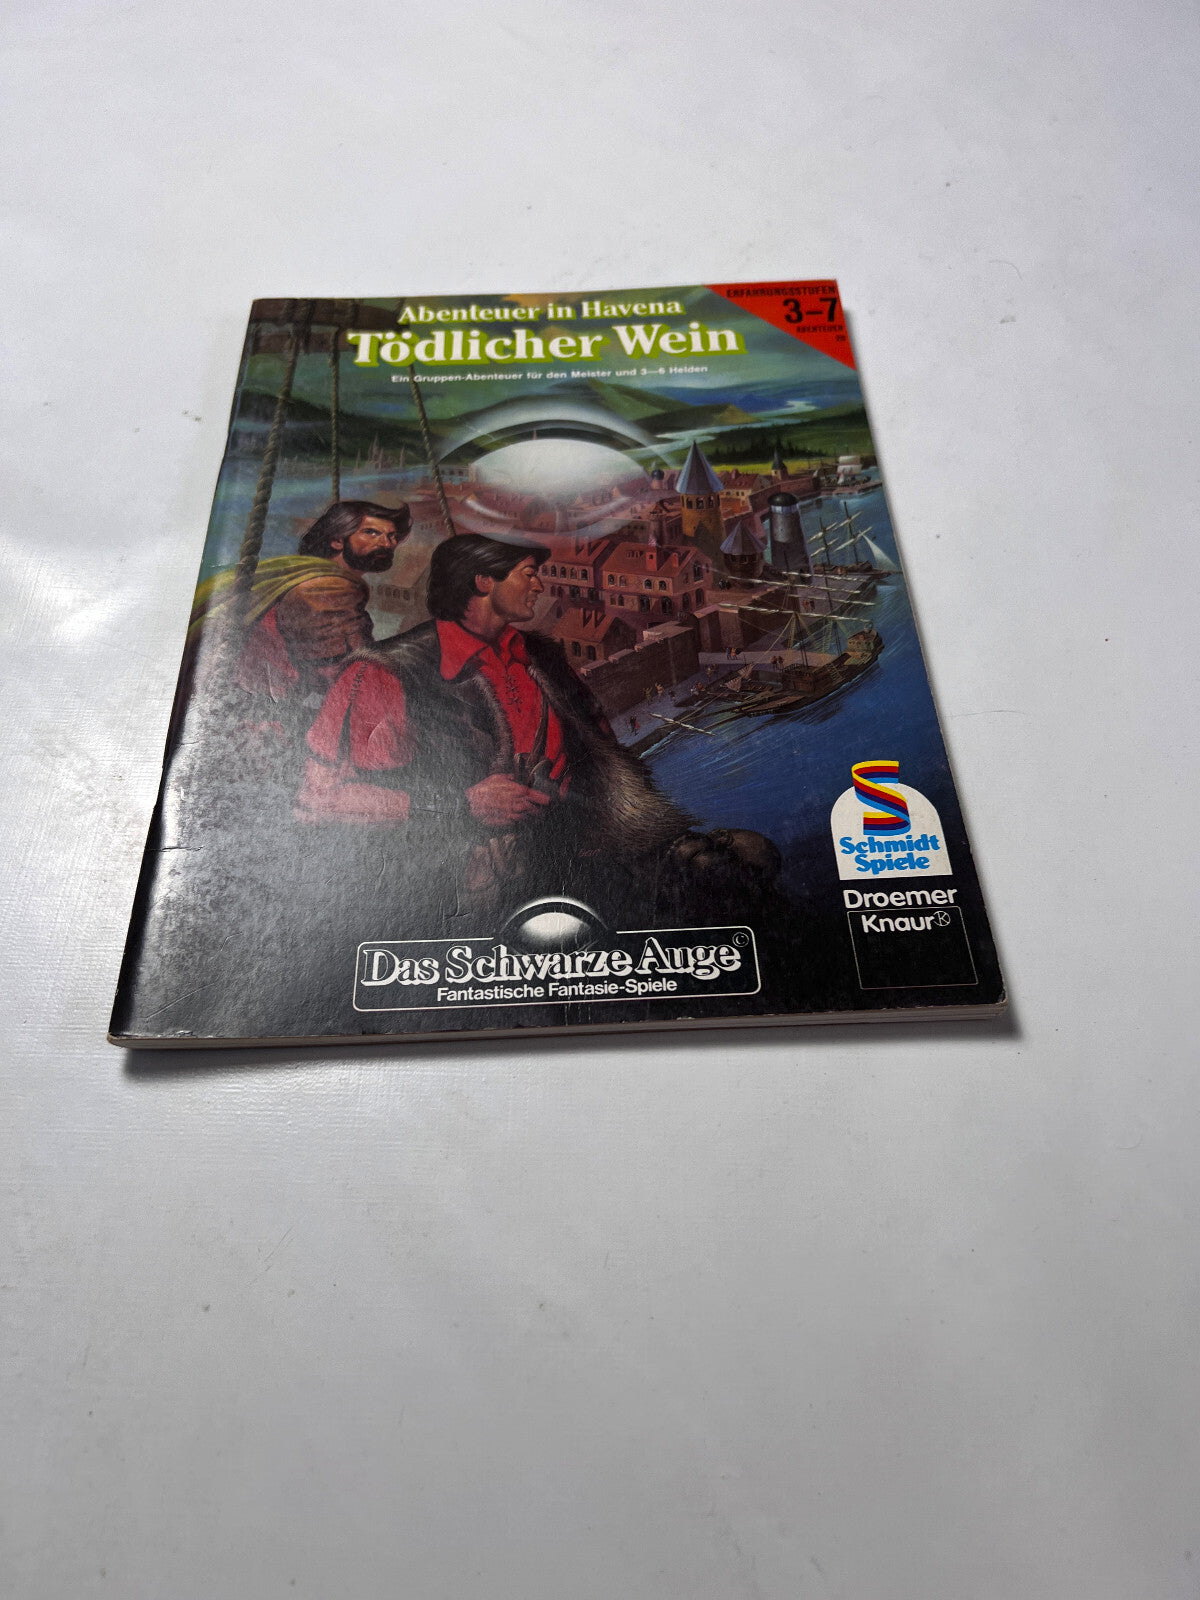 Abenteuer in Havena
Tödlicher Wein
Ein Gruppen-Abenteuer für den Meister und 3—6 Helden
ERFAHRUNGSSTUFEN
3–7
ABENTEUER
Schmidt
Spiele
Droemer
Knaur®
Das Schwarze Auge©
Fantastische Fantasie-Spiele